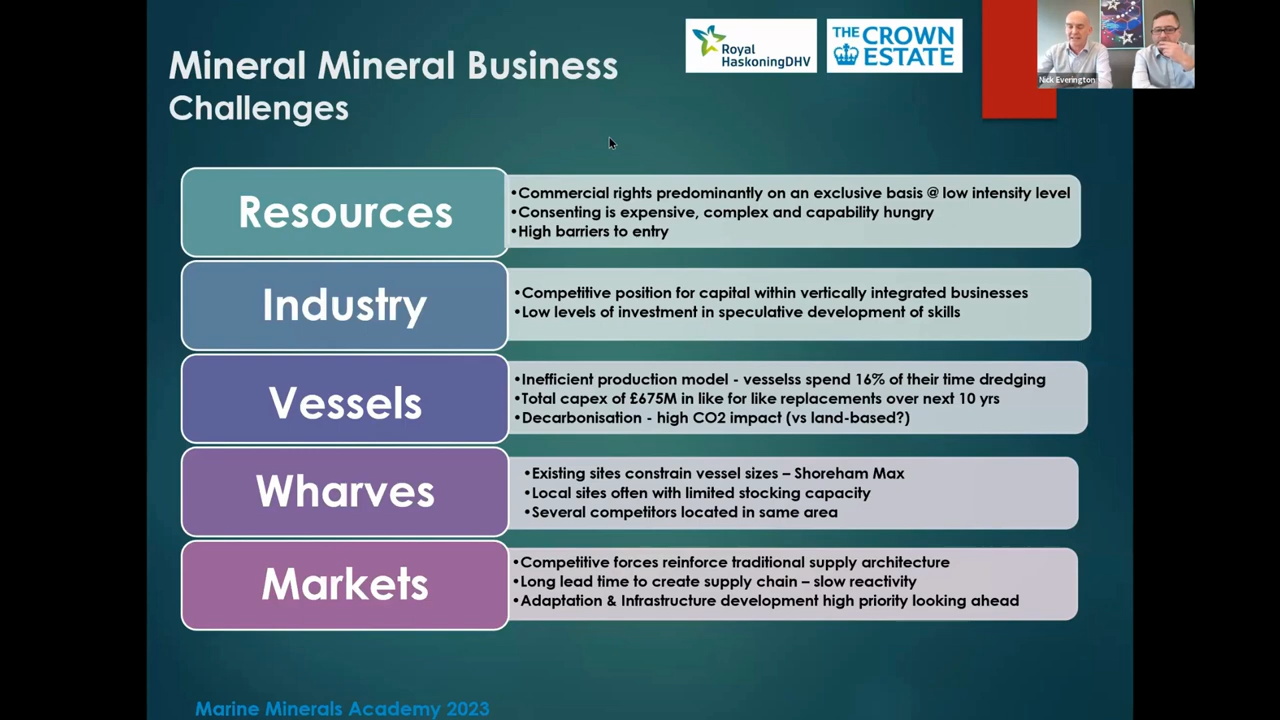 Mineral Mineral Business
Challenges
Royal
HaskoningDHV
THE CROWN
ESTATE
Nick Everington
Resources
•Commercial rights predominantly on an exclusive basis @ low intensity level
•Consenting is expensive, complex and capability hungry
•High barriers to entry
Industry
•Competitive position for capital within vertically integrated businesses
•Low levels of investment in speculative development of skills
Vessels
•Inefficient production model - vesselss spend 16% of their time dredging
•Total capex of £675M in like for like replacements over next 10 yrs
•Decarbonisation - high CO2 impact (vs land-based?)
Wharves
•Existing sites constrain vessel sizes – Shoreham Max
•Local sites often with limited stocking capacity
•Several competitors located in same area
Markets
•Competitive forces reinforce traditional supply architecture
•Long lead time to create supply chain – slow reactivity
•Adaptation & Infrastructure development high priority looking ahead
Marine Minerals Academy 2023